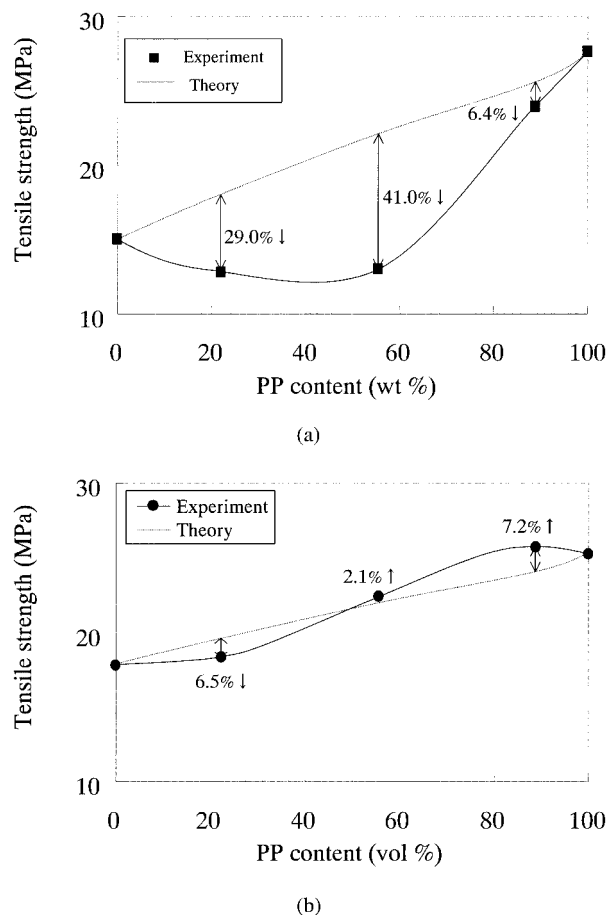 30
Experiment
Theory
Tensile strength (MPa)
6.4% ↓
20
41.0% ↓
29.0% ↓
10
0 20 40 60 80 100
PP content (wt %)
(a)
30
Experiment
Theory
7.2% ↑
Tensile strength (MPa)
2.1% ↑
20
6.5% ↓
10
0 20 40 60 80 100
PP content (vol %)
(b)